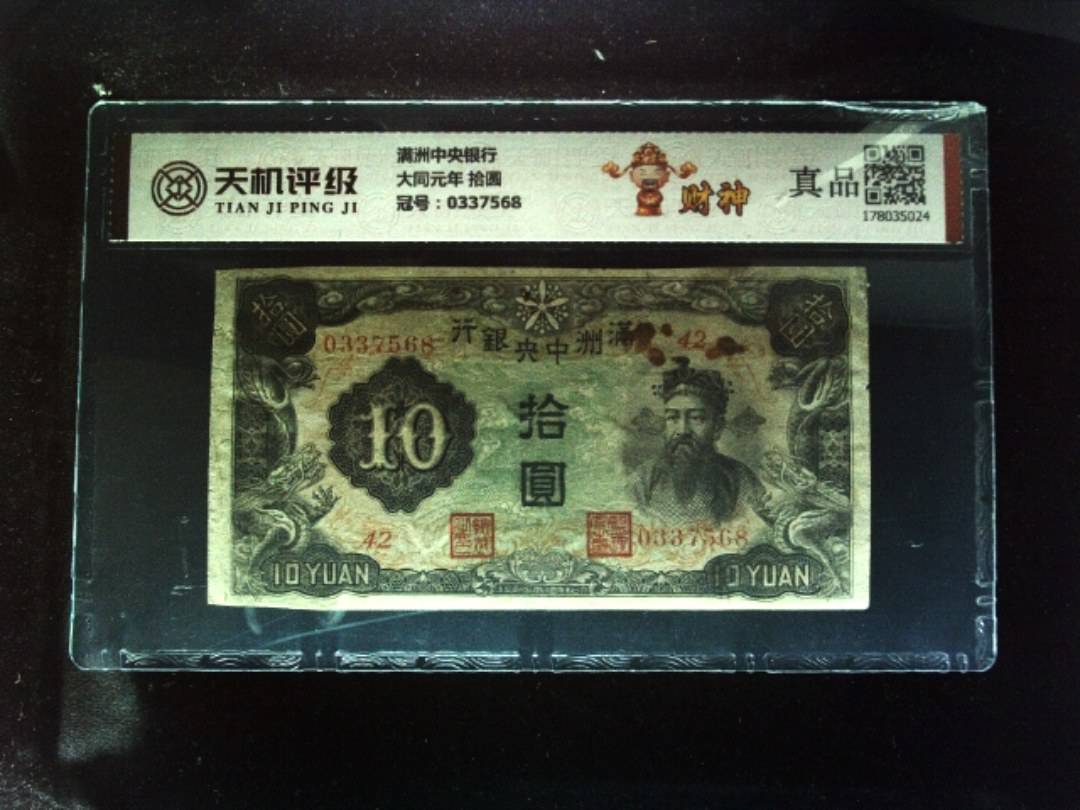 天机评级
TIAN JI PING JI
满洲中央银行
大同元年 拾圆
冠号：0337568
财神
真品
178035024
拾圓
拾圓
0337568
行銀央中洲滿
42
10
拾
圓
42
0337568
10 YUAN
10 YUAN